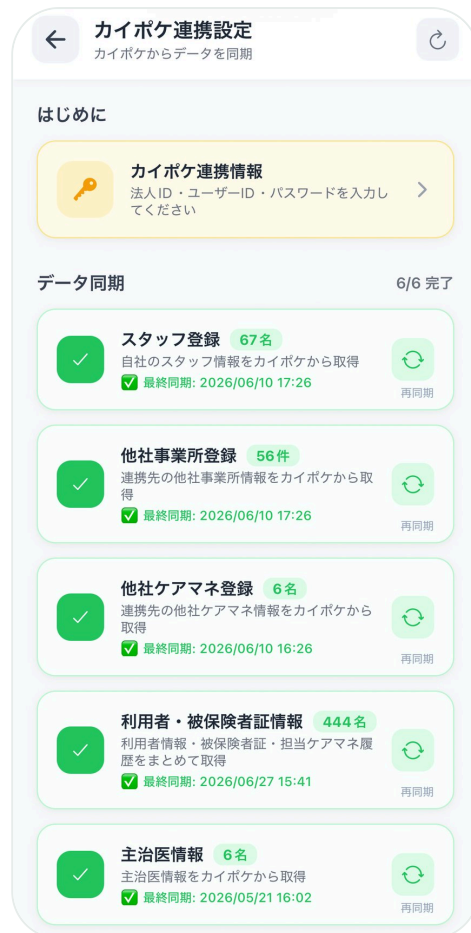 カイポケ連携設定
カイポケからデータを同期
はじめに
カイポケ連携情報
法人ID・ユーザーID・パスワードを入力し
てください
データ同期
6/6 完了
スタッフ登録
67名
自社のスタッフ情報をカイポケから取得
最終同期: 2026/06/10 17:26
再同期
他社事業所登録
56件
連携先の他社事業所情報をカイポケから取
得
最終同期: 2026/06/10 17:26
再同期
他社ケアマネ登録
6名
連携先の他社ケアマネ情報をカイポケから
取得
最終同期: 2026/06/10 16:26
再同期
利用者・被保険者証情報
444名
利用者情報・被保険者証・担当ケアマネ履
歴をまとめて取得
最終同期: 2026/06/27 15:41
再同期
主治医情報
6名
主治医情報をカイポケから取得
最終同期: 2026/05/21 16:02
再同期